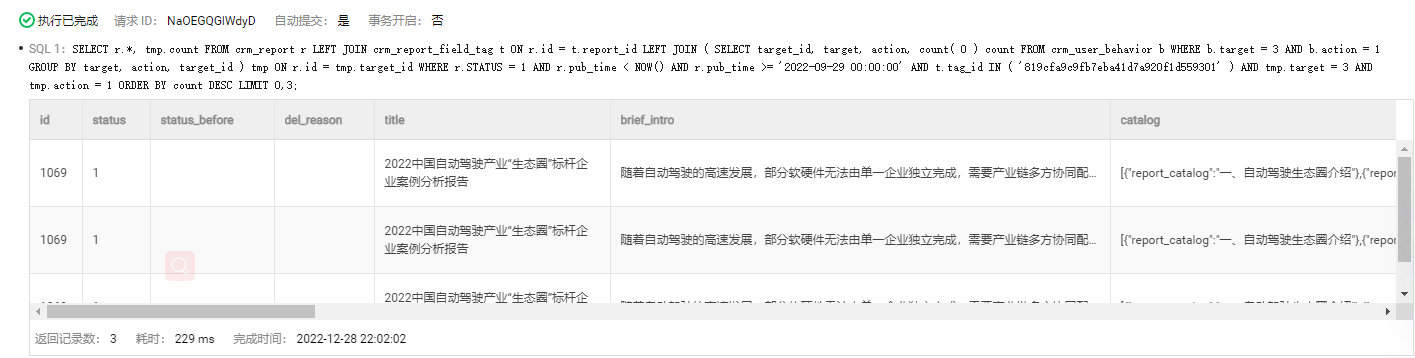 执行已完成 请求 ID： NaOEGQGIWdyD 自动提交： 是 事务开启： 否
SQL 1: SELECT r.*, tmp.count FROM crm_report r LEFT JOIN crm_report_field_tag t ON r.id = t.report_id LEFT JOIN ( SELECT target_id, target, action, count( 0 ) count FROM crm_user_behavior b WHERE b.target = 3 AND b.action = 1
GROUP BY target, action, target_id ) tmp ON r.id = tmp.target_id WHERE r.STATUS = 1 AND r.pub_time < NOW() AND r.pub_time >= '2022-09-29 00:00:00' AND t.tag_id IN ( '819cfa9c9fb7eba41d7a920f1d559301' ) AND tmp.target = 3 AND
tmp.action = 1 ORDER BY count DESC LIMIT 0,3;
id status status_before del_reason title brief_intro catalog
2022中国自动驾驶产业“生态圈”标杆企
1069 1 随着自动驾驶的高速发展，部分软硬件无法由单一企业独立完成，需要产业链多方协同配... [{"report_catalog":"一、自动驾驶生态圈介绍"},{"repor
业案例分析报告
2022中国自动驾驶产业“生态圈”标杆企
1069 1 随着自动驾驶的高速发展，部分软硬件无法由单一企业独立完成，需要产业链多方协同配... [{"report_catalog":"一、自动驾驶生态圈介绍"},{"repor
业案例分析报告
2022中国自动驾驶产业“生态圈”标杆企
返回记录数： 3 耗时： 229 ms 完成时间： 2022-12-28 22:02:02